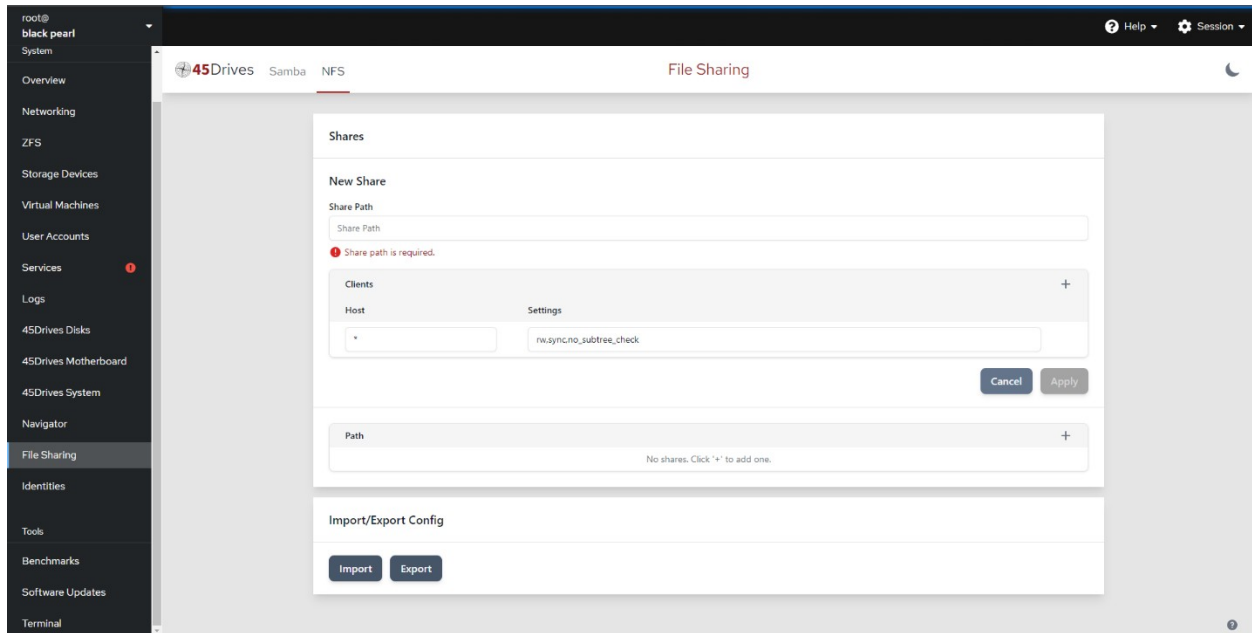 root@
black pearl
Help
Session
System
Overview
Networking
ZFS
Storage Devices
Virtual Machines
User Accounts
Services
Logs
45Drives Disks
45Drives Motherboard
45Drives System
Navigator
File Sharing
Identities
Tools
Benchmarks
Software Updates
Terminal
45Drives Samba NFS File Sharing
Shares
New Share
Share Path
Share Path
Share path is required.
Clients +
Host Settings
* rw,sync,no_subtree_check
Cancel Apply
Path +
No shares. Click '+' to add one.
Import/Export Config
Import Export